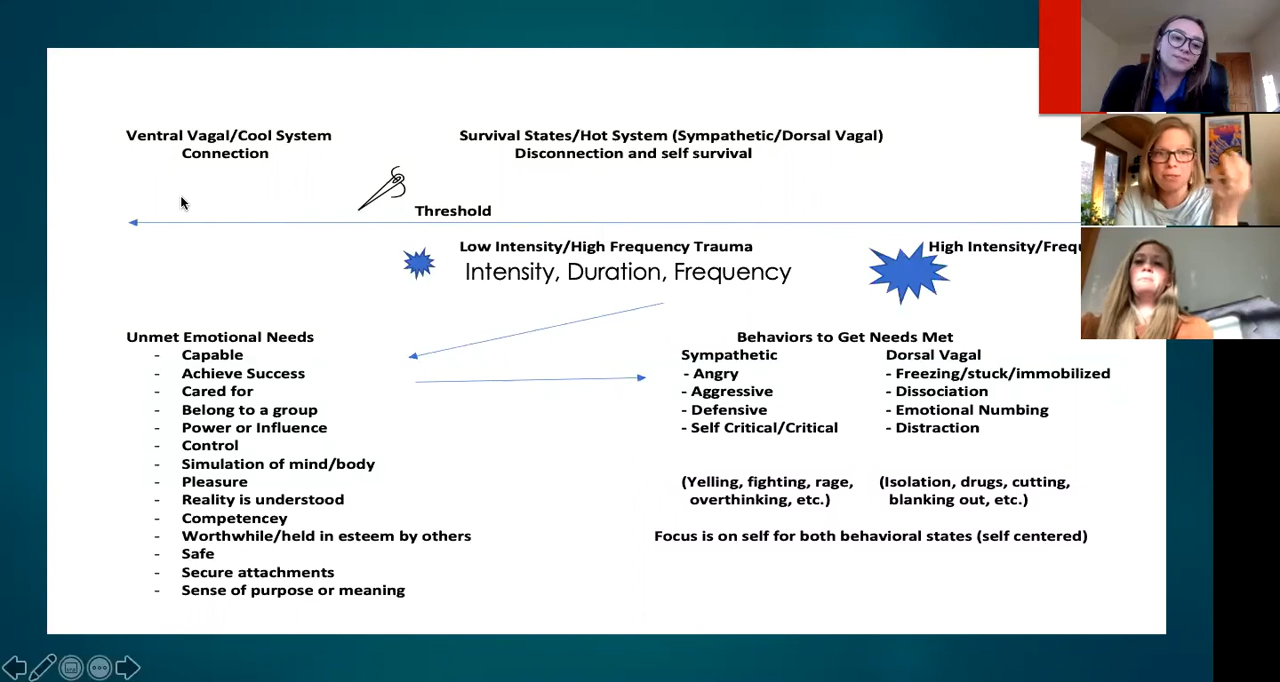 Ventral Vagal/Cool System
Connection
Survival States/Hot System (Sympathetic/Dorsal Vagal)
Disconnection and self survival
Threshold
Low Intensity/High Frequency Trauma
High Intensity/Frequ
Intensity, Duration, Frequency
Unmet Emotional Needs
- Capable
- Achieve Success
- Cared for
- Belong to a group
- Power or Influence
- Control
- Simulation of mind/body
- Pleasure
- Reality is understood
- Competencey
- Worthwhile/held in esteem by others
- Safe
- Secure attachments
- Sense of purpose or meaning
Behaviors to Get Needs Met
Sympathetic
- Angry
- Aggressive
- Defensive
- Self Critical/Critical
(Yelling, fighting, rage,
overthinking, etc.)
Dorsal Vagal
- Freezing/stuck/immobilized
- Dissociation
- Emotional Numbing
- Distraction
(Isolation, drugs, cutting,
blanking out, etc.)
Focus is on self for both behavioral states (self centered)